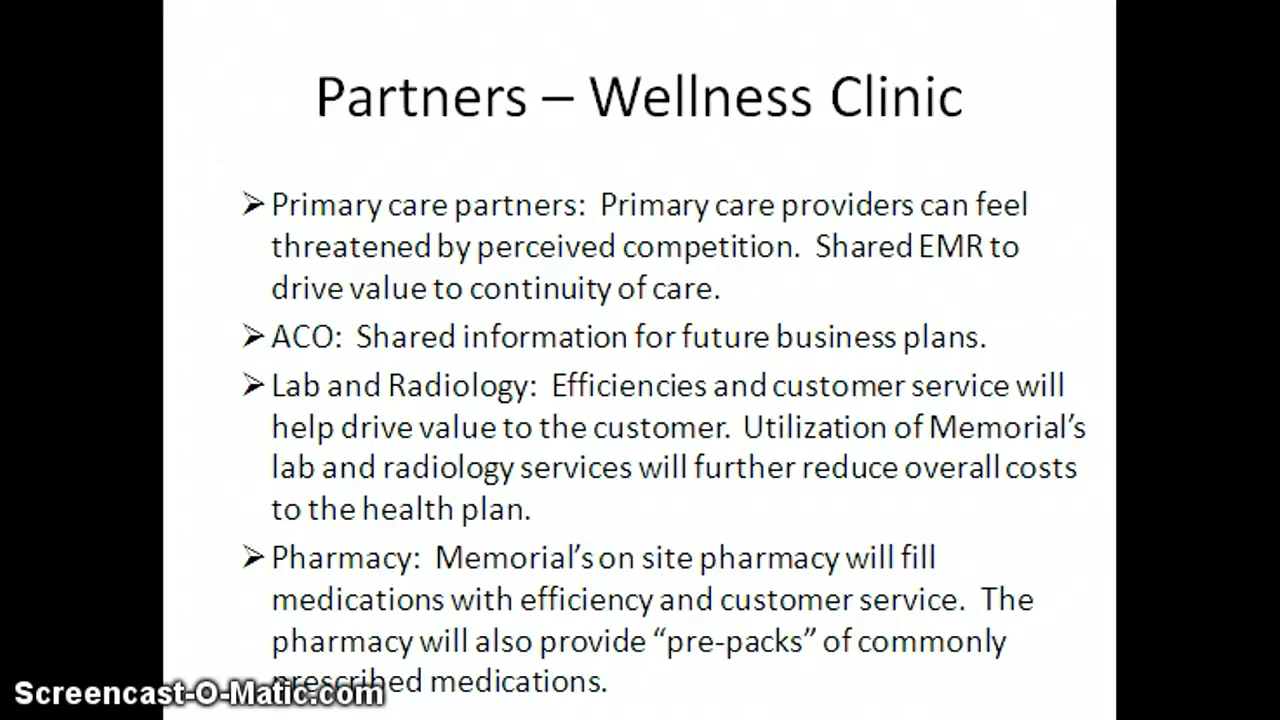 Partners – Wellness Clinic
➢ Primary care partners: Primary care providers can feel
threatened by perceived competition. Shared EMR to
drive value to continuity of care.
➢ ACO: Shared information for future business plans.
➢ Lab and Radiology: Efficiencies and customer service will
help drive value to the customer. Utilization of Memorial’s
lab and radiology services will further reduce overall costs
to the health plan.
➢ Pharmacy: Memorial’s on site pharmacy will fill
medications with efficiency and customer service. The
pharmacy will also provide “pre-packs” of commonly
prescribed medications.
Screencast-O-Matic.com